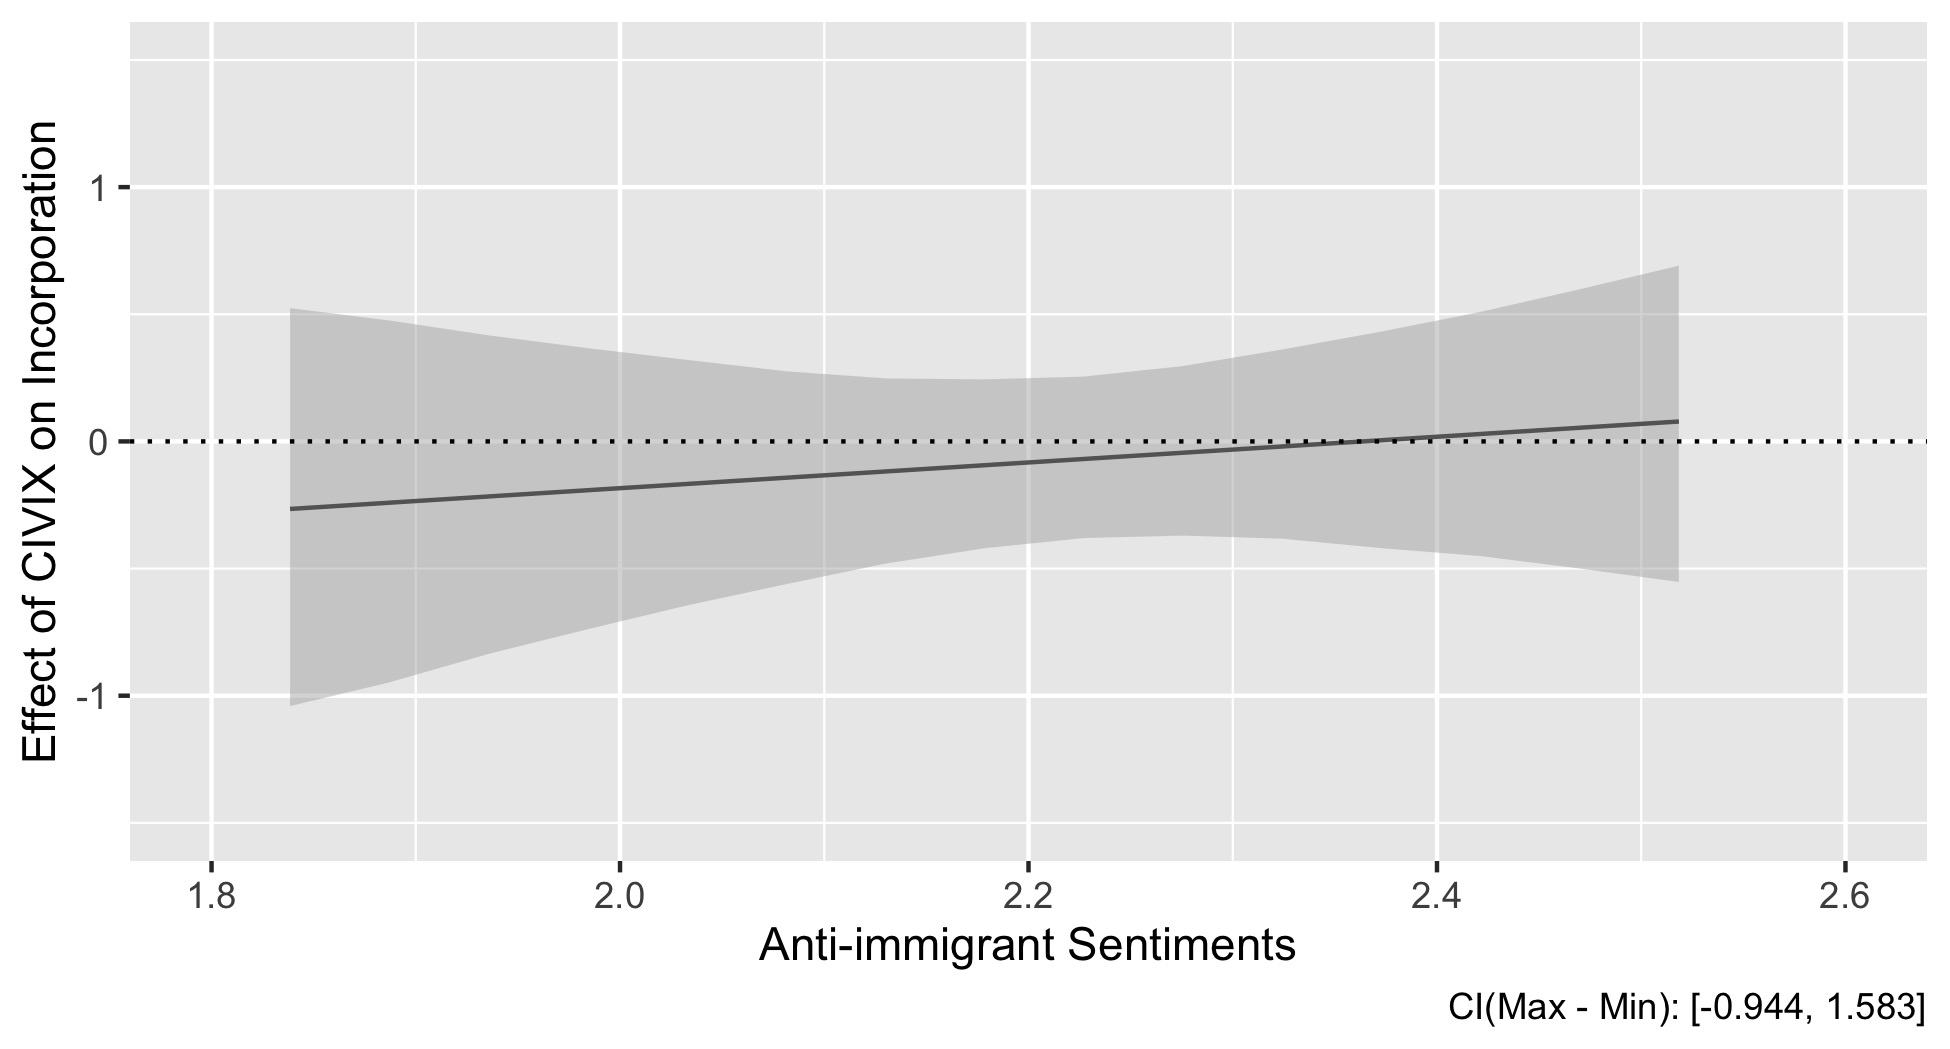 Effect of CIVIX on Incorporation
1
0
-1
1.8
2.0
2.2
2.4
2.6
Anti-immigrant Sentiments
CI(Max - Min): [-0.944, 1.583]